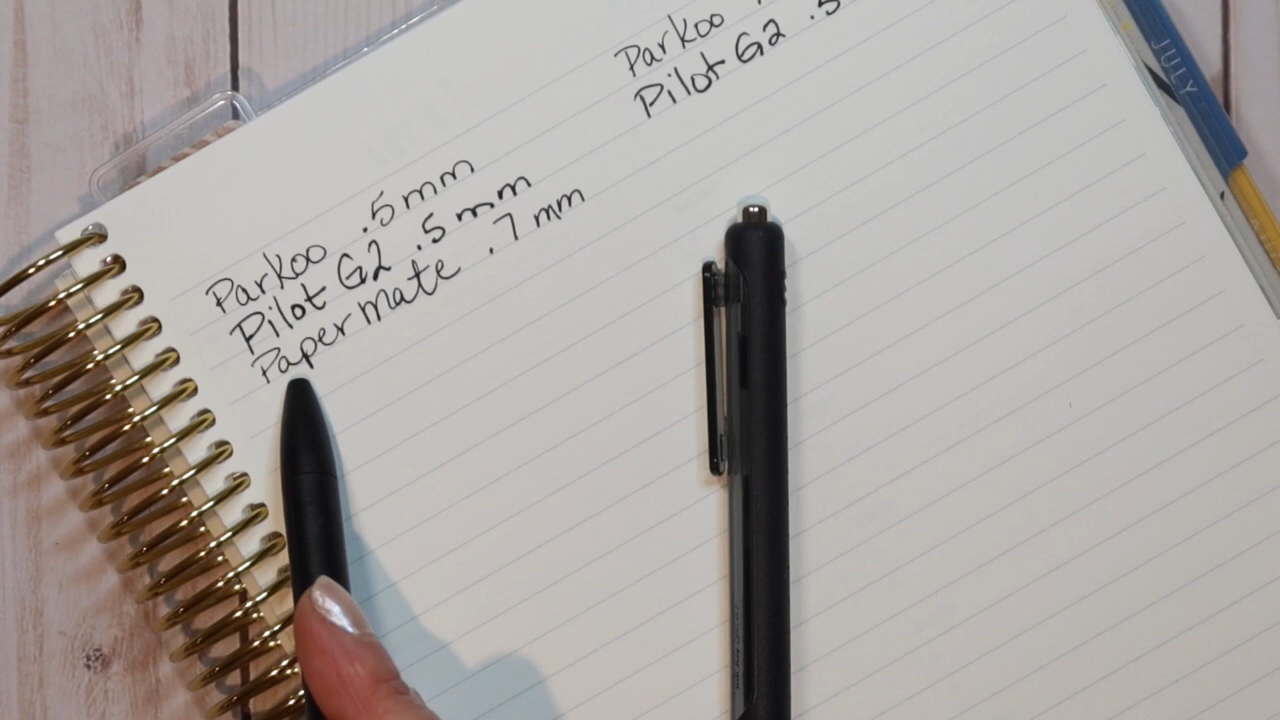 Parkoo .5mm
Pilot G2 .5mm
Papermate .7mm
Parkoo
Pilot G2 .5
JULY